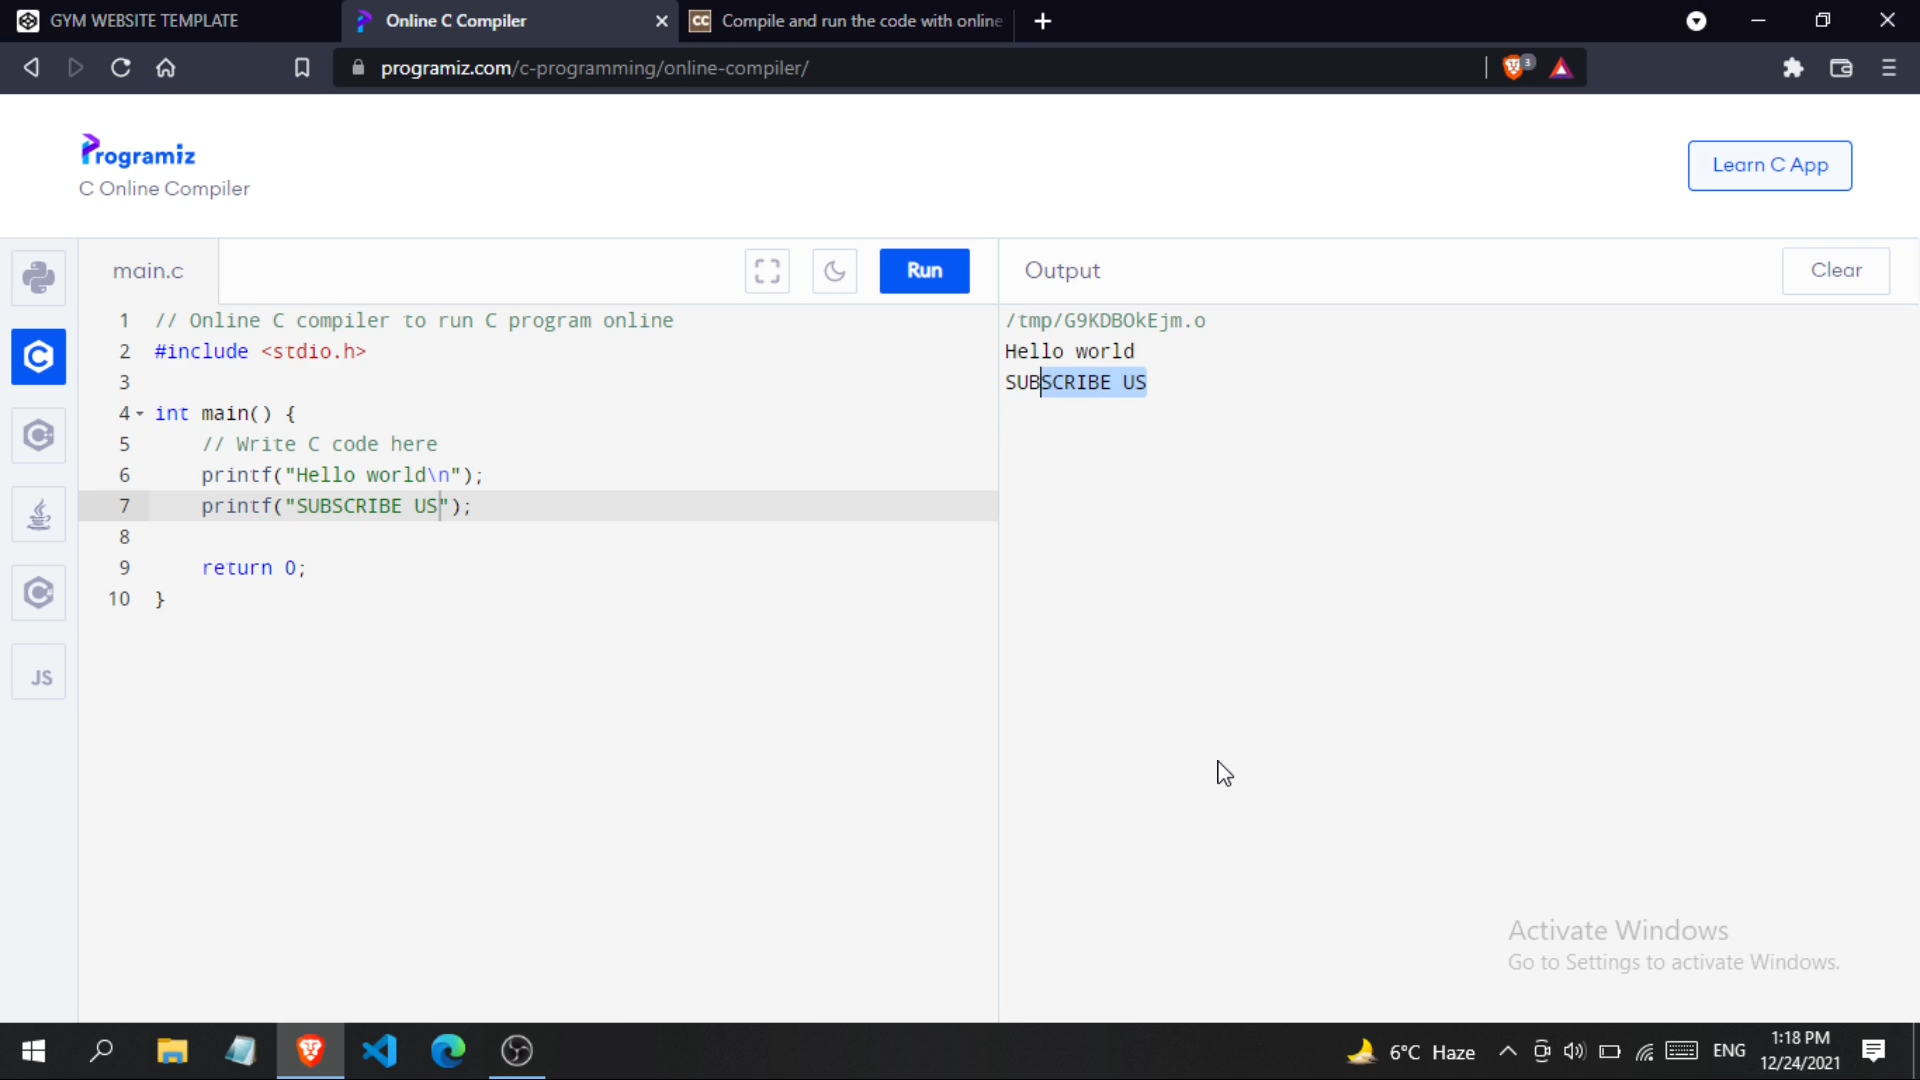 GYM WEBSITE TEMPLATE
Online C Compiler
CC Compile and run the code with online
programiz.com/c-programming/online-compiler/
3
Programiz
C Online Compiler
Learn C App
main.c
Run
Output
Clear
1 // Online C compiler to run C program online
2 #include <stdio.h>
3
4 int main() {
5 // Write C code here
6 printf("Hello world\n");
7 printf("SUBSCRIBE US");
8
9 return 0;
10 }
/tmp/G9KDBOkEjm.o
Hello world
SUBSCRIBE US
JS
Activate Windows
Go to Settings to activate Windows.
6°C Haze
ENG
1:18 PM
12/24/2021